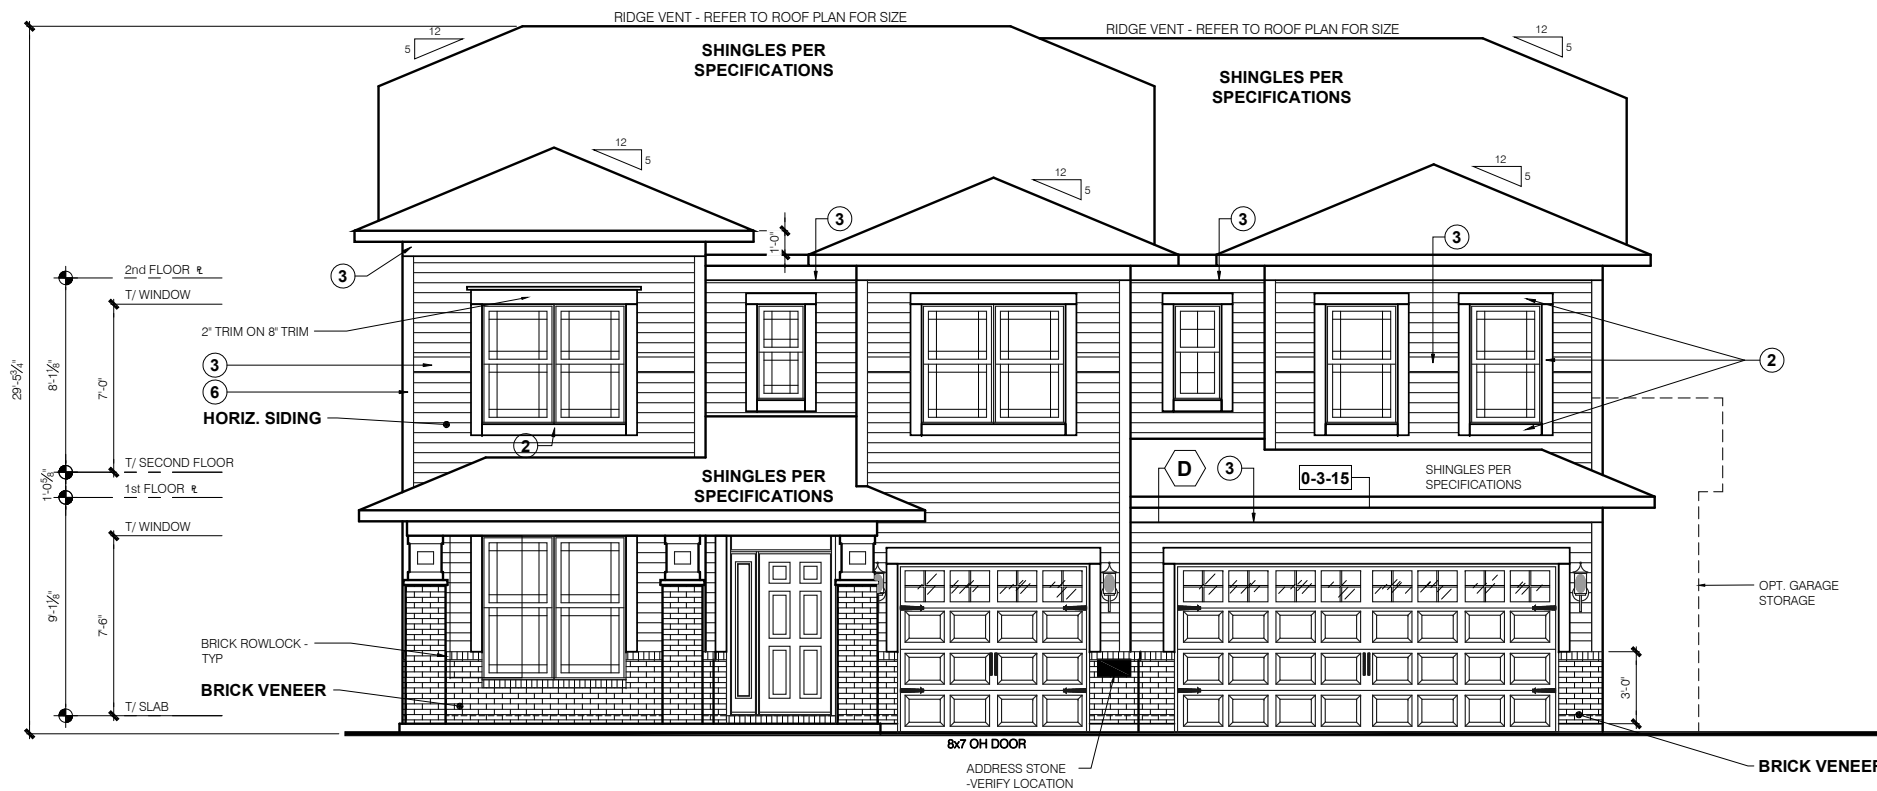 RIDGE VENT - REFER TO ROOF PLAN FOR SIZE
12
5
SHINGLES PER
SPECIFICATIONS
RIDGE VENT - REFER TO ROOF PLAN FOR SIZE
12
5
SHINGLES PER
SPECIFICATIONS
12
5
12
5
12
5
3
3
3
3
1'-0"
2nd FLOOR ⅊
T/ WINDOW
2" TRIM ON 8" TRIM
3
6
HORIZ. SIDING
2
2
29'-5¾"
8'-1⅛"
7'-0"
T/ SECOND FLOOR
1'-0⅝"
1st FLOOR ⅊
SHINGLES PER
SPECIFICATIONS
D
3
0-3-15
SHINGLES PER
SPECIFICATIONS
T/ WINDOW
9'-1⅛"
7'-6"
BRICK ROWLOCK -
TYP
BRICK VENEER
T/ SLAB
OPT. GARAGE
STORAGE
3'-0"
8x7 OH DOOR
ADDRESS STONE
-VERIFY LOCATION
BRICK VENEER